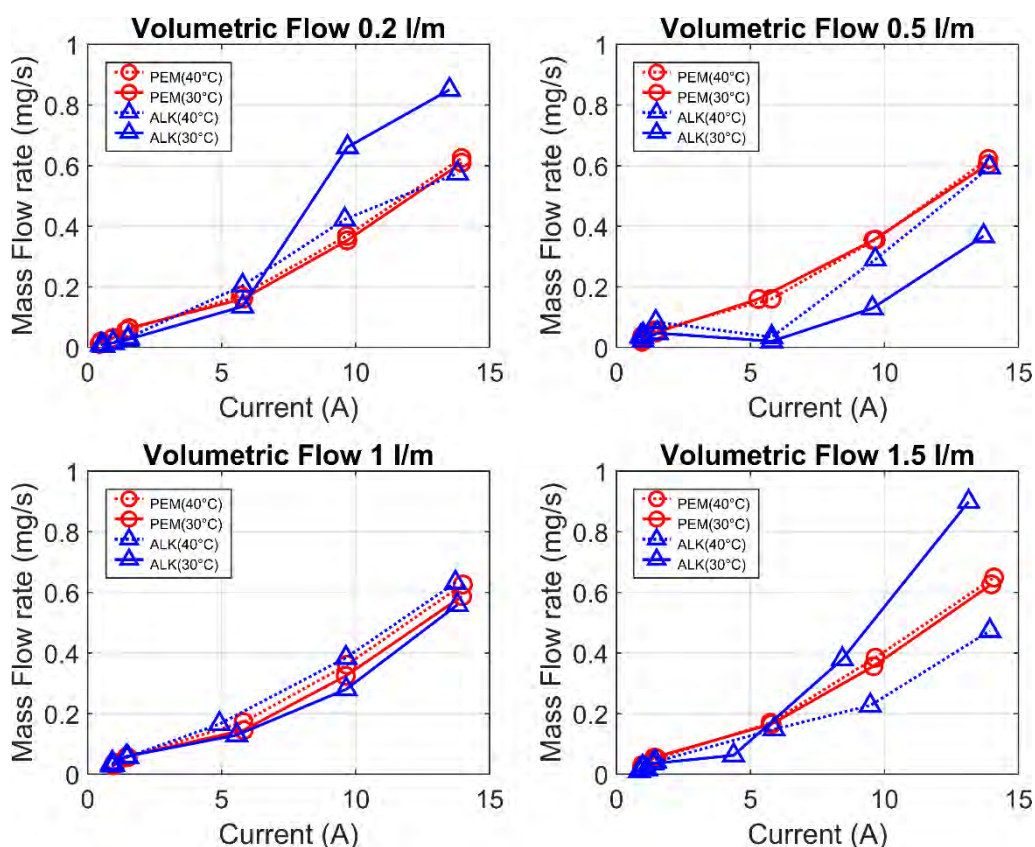 Volumetric Flow 0.2 l/m
Mass Flow rate (mg/s)
1
0.8
0.6
0.4
0.2
0
PEM(40°C)
PEM(30°C)
ALK(40°C)
ALK(30°C)
0 5 10 15
Current (A)
Volumetric Flow 0.5 l/m
Mass Flow rate (mg/s)
1
0.8
0.6
0.4
0.2
0
PEM(40°C)
PEM(30°C)
ALK(40°C)
ALK(30°C)
0 5 10 15
Current (A)
Volumetric Flow 1 l/m
Mass Flow rate (mg/s)
1
0.8
0.6
0.4
0.2
0
PEM(40°C)
PEM(30°C)
ALK(40°C)
ALK(30°C)
0 5 10 15
Current (A)
Volumetric Flow 1.5 l/m
Mass Flow rate (mg/s)
1
0.8
0.6
0.4
0.2
0
PEM(40°C)
PEM(30°C)
ALK(40°C)
ALK(30°C)
0 5 10 15
Current (A)